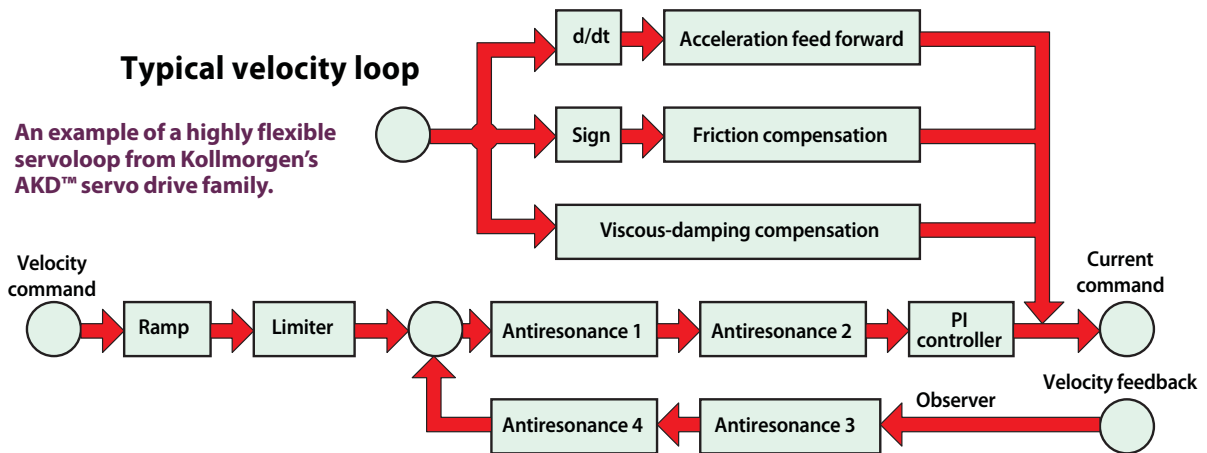 Typical velocity loop
An example of a highly flexible
servoloop from Kollmorgen's
AKD™ servo drive family.
d/dt
Acceleration feed forward
Sign
Friction compensation
Viscous-damping compensation
Velocity
command
Ramp
Limiter
Antiresonance 1
Antiresonance 2
PI
controller
Current
command
Velocity feedback
Observer
Antiresonance 3
Antiresonance 4